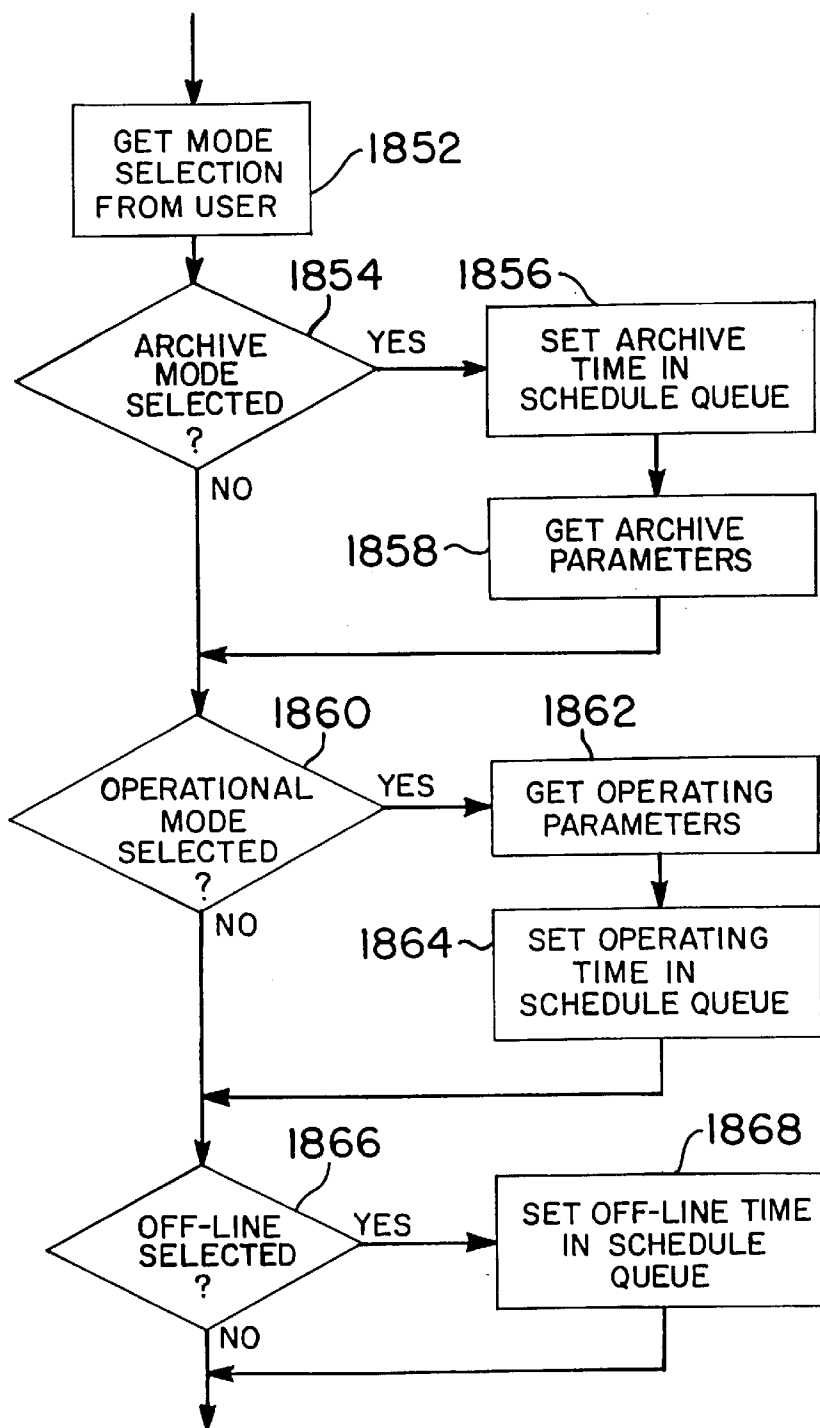 GET MODE
SELECTION
FROM USER
1852
1854
ARCHIVE
MODE
SELECTED
?
YES
NO
1856
SET ARCHIVE
TIME IN
SCHEDULE QUEUE
1858
GET ARCHIVE
PARAMETERS
1860
OPERATIONAL
MODE
SELECTED
?
YES
NO
1862
GET OPERATING
PARAMETERS
1864
SET OPERATING
TIME IN
SCHEDULE QUEUE
1866
OFF-LINE
SELECTED
?
YES
NO
1868
SET OFF-LINE TIME
IN SCHEDULE
QUEUE